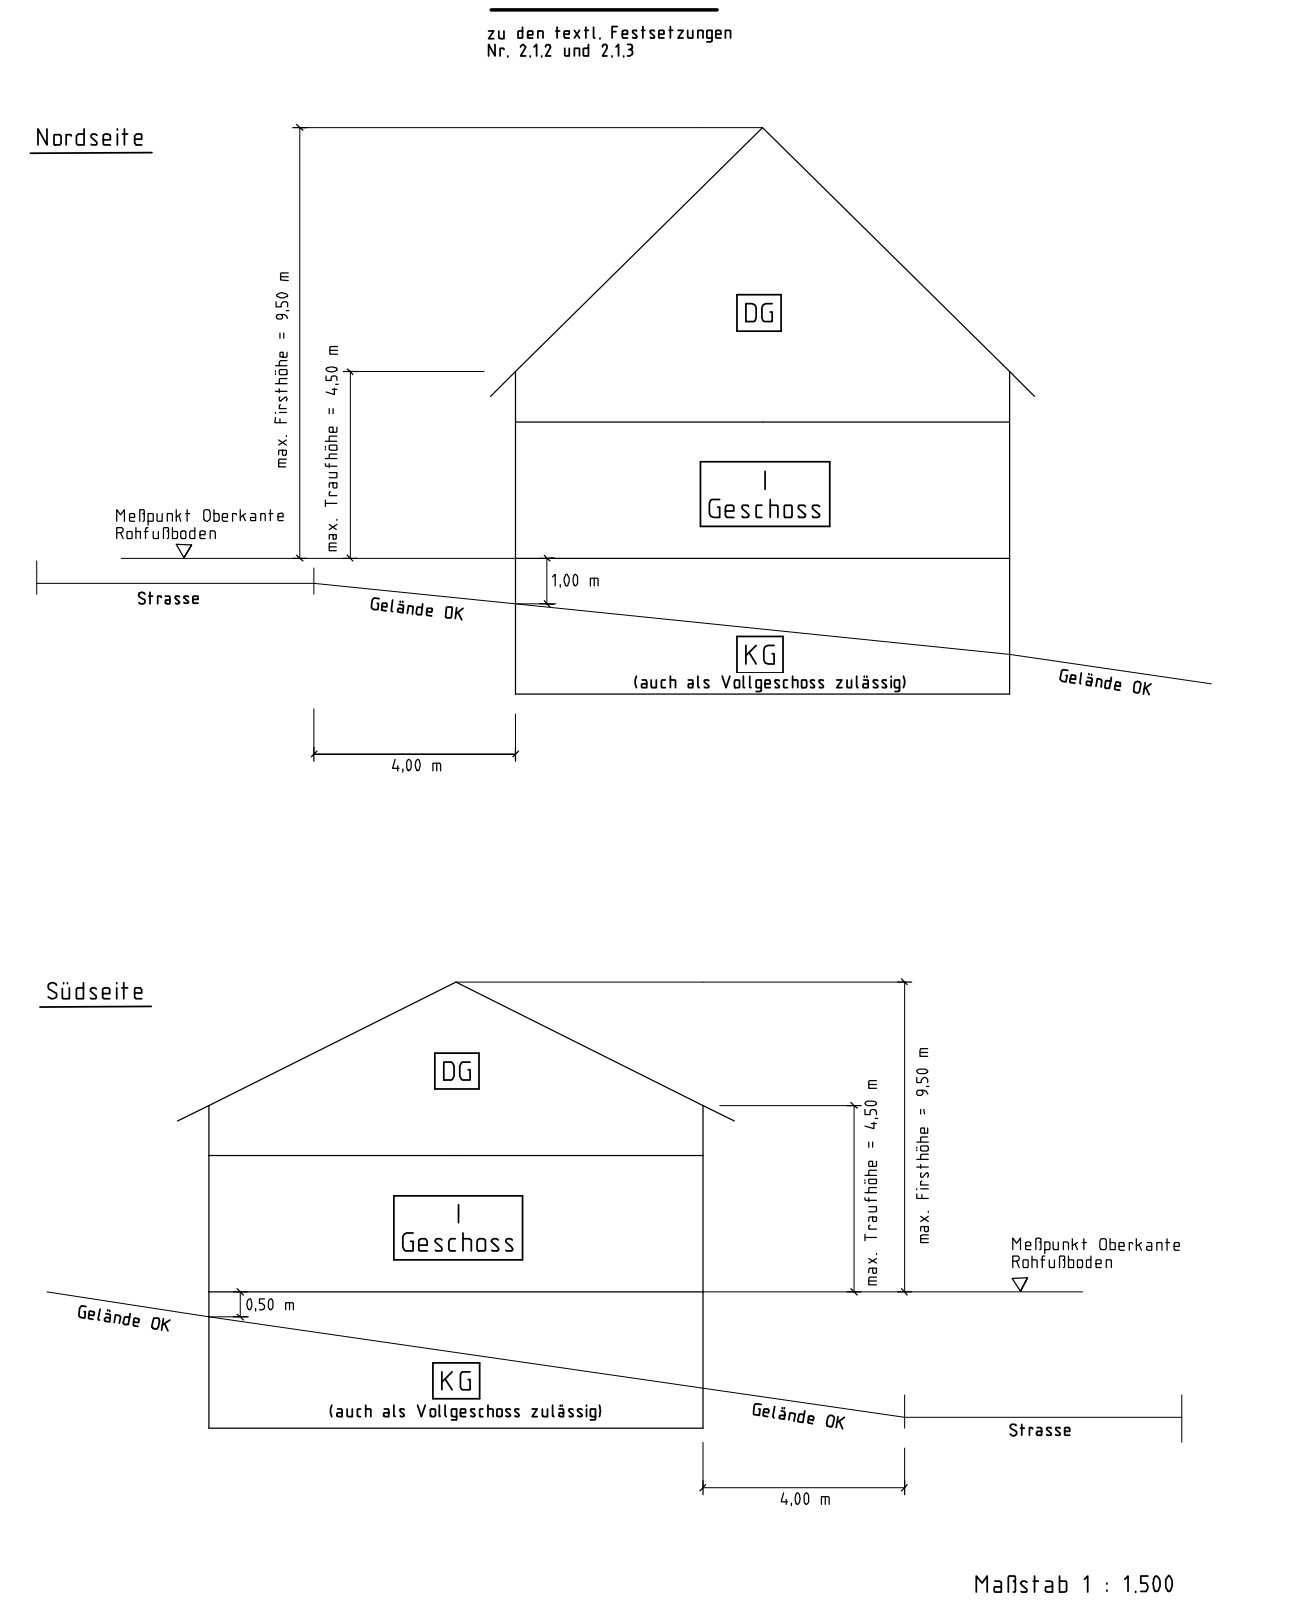 zu den textl. Festsetzungen
Nr. 2.1.2 und 2.1.3
Nordseite
max. Firsthöhe = 9,50 m
max. Traufhöhe = 4,50 m
DG
I
Geschoss
Meßpunkt Oberkante
Rohfußboden
1,00 m
Strasse
Gelände OK
KG
(auch als Vollgeschoss zulässig)
Gelände OK
4,00 m
Südseite
DG
max. Traufhöhe = 4,50 m
max. Firsthöhe = 9,50 m
I
Geschoss
Meßpunkt Oberkante
Rohfußboden
0,50 m
Gelände OK
KG
(auch als Vollgeschoss zulässig)
Gelände OK
Strasse
4,00 m
Maßstab 1 : 1.500